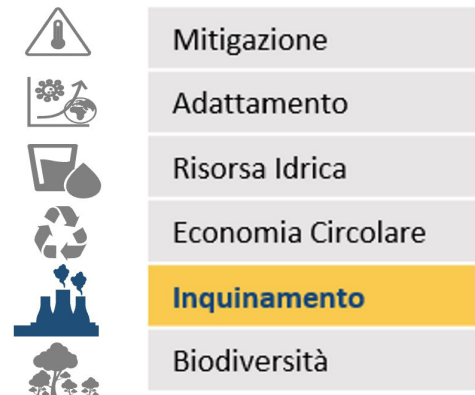 Mitigazione
Adattamento
Risorsa Idrica
Economia Circolare
Inquinamento
Biodiversità